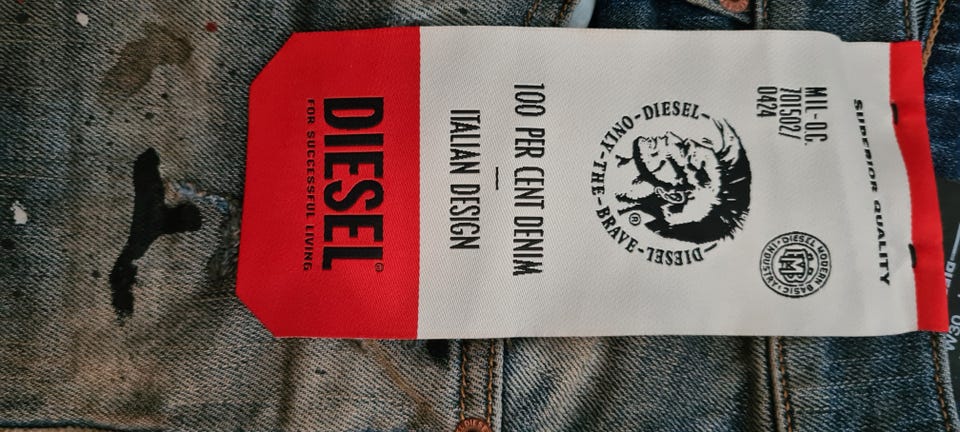 SUPERIOR QUALITY
MIL-OC.
701502/
0424
DIESEL MODERN BASIC INDUSTRY
DIESEL-ONLY-THE-BRAVE-DIESEL-
®
100 PER CENT DENIM
ITALIAN DESIGN
DIESEL®
FOR SUCCESSFUL LIVING